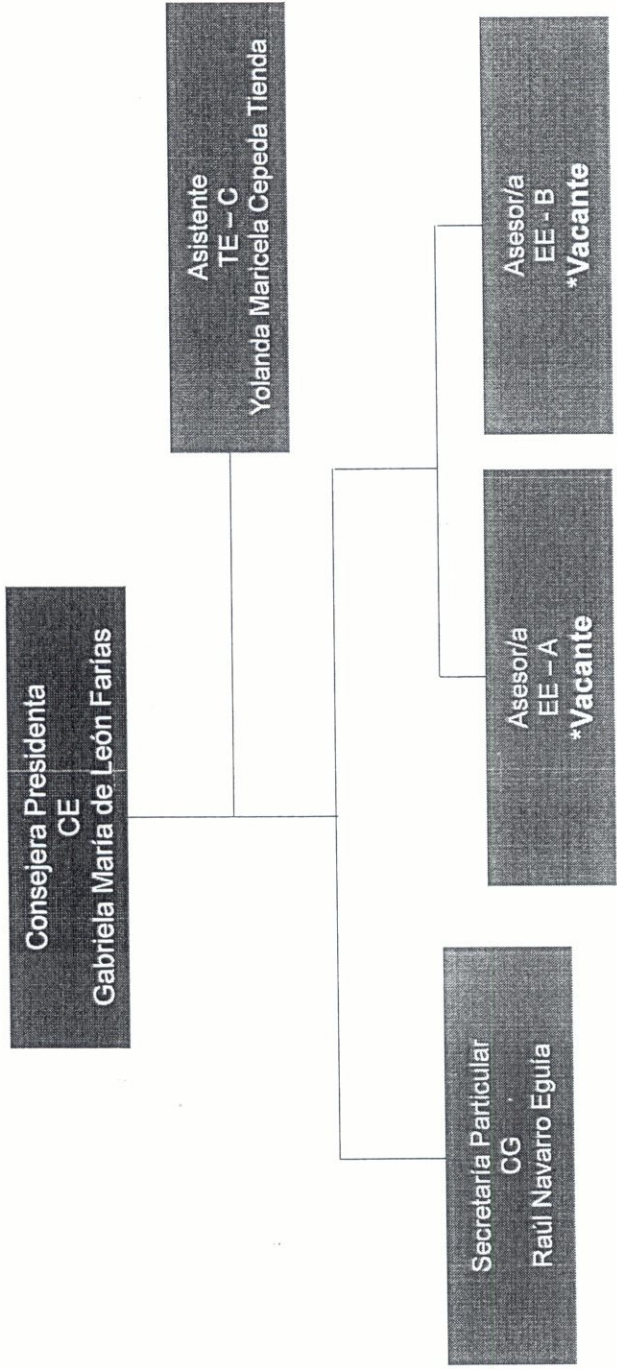 Consejera Presidenta
CE
Gabriela María de León Farías
Asistente
TE – C
Yolanda Maricela Cepeda Tienda
Secretaría Particular
CG
Raúl Navarro Eguía
Asesor/a
EE – A
*Vacante
Asesor/a
EE - B
*Vacante